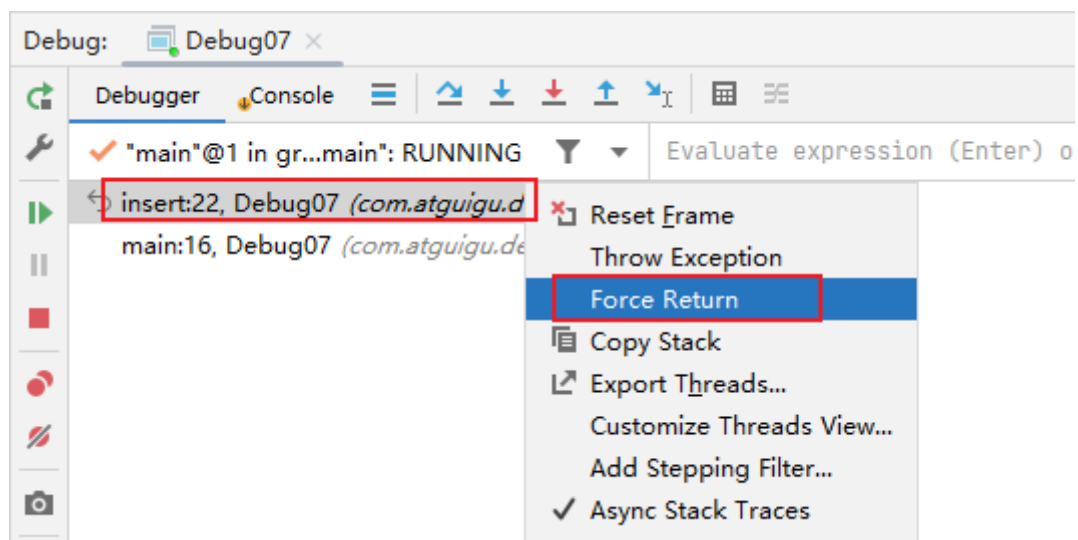 Debug: Debug07
Debugger Console
"main"@1 in gr...main": RUNNING Evaluate expression (Enter) o
insert:22, Debug07 (com.atguigu.d
main:16, Debug07 (com.atguigu.de
Reset Frame
Throw Exception
Force Return
Copy Stack
Export Threads...
Customize Threads View...
Add Stepping Filter...
Async Stack Traces